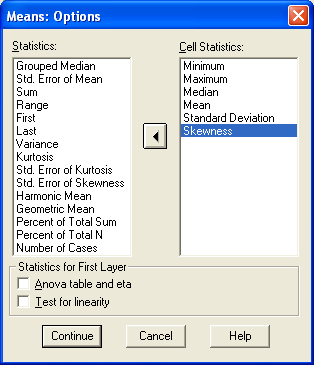 Means: Options
Statistics:
Grouped Median
Std. Error of Mean
Sum
Range
First
Last
Variance
Kurtosis
Std. Error of Kurtosis
Std. Error of Skewness
Harmonic Mean
Geometric Mean
Percent of Total Sum
Percent of Total N
Number of Cases
Cell Statistics:
Minimum
Maximum
Median
Mean
Standard Deviation
Skewness
Statistics for First Layer
Anova table and eta
Test for linearity
Continue
Cancel
Help